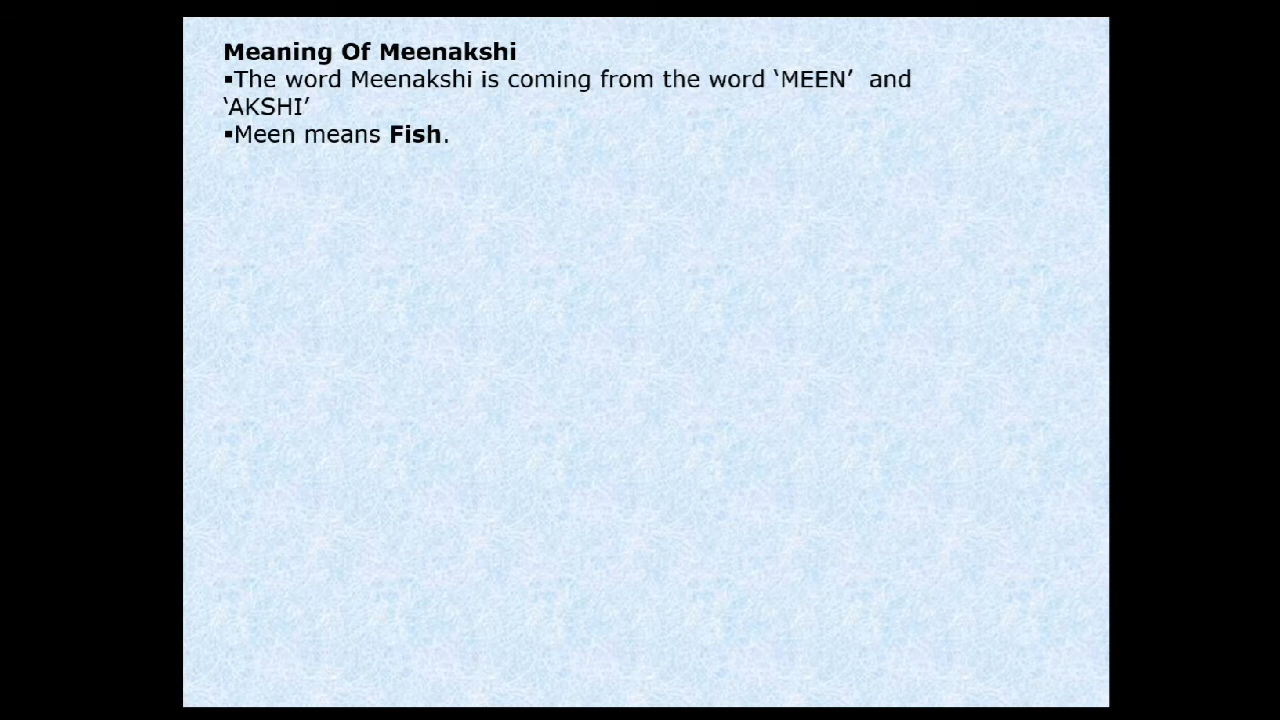 Meaning Of Meenakshi
▪The word Meenakshi is coming from the word ‘MEEN’  and
‘AKSHI’
▪Meen means Fish.